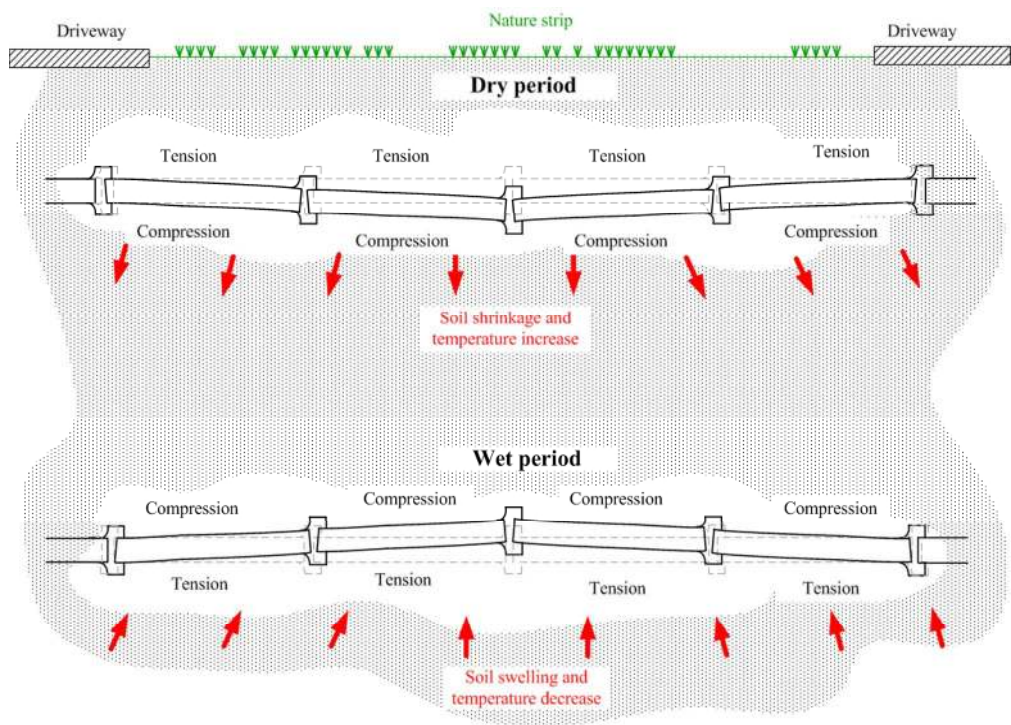 Nature strip
Driveway
Driveway
Dry period
Tension
Tension
Tension
Tension
Compression
Compression
Compression
Compression
Soil shrinkage and
temperature increase
Wet period
Compression
Compression
Compression
Compression
Tension
Tension
Tension
Tension
Soil swelling and
temperature decrease